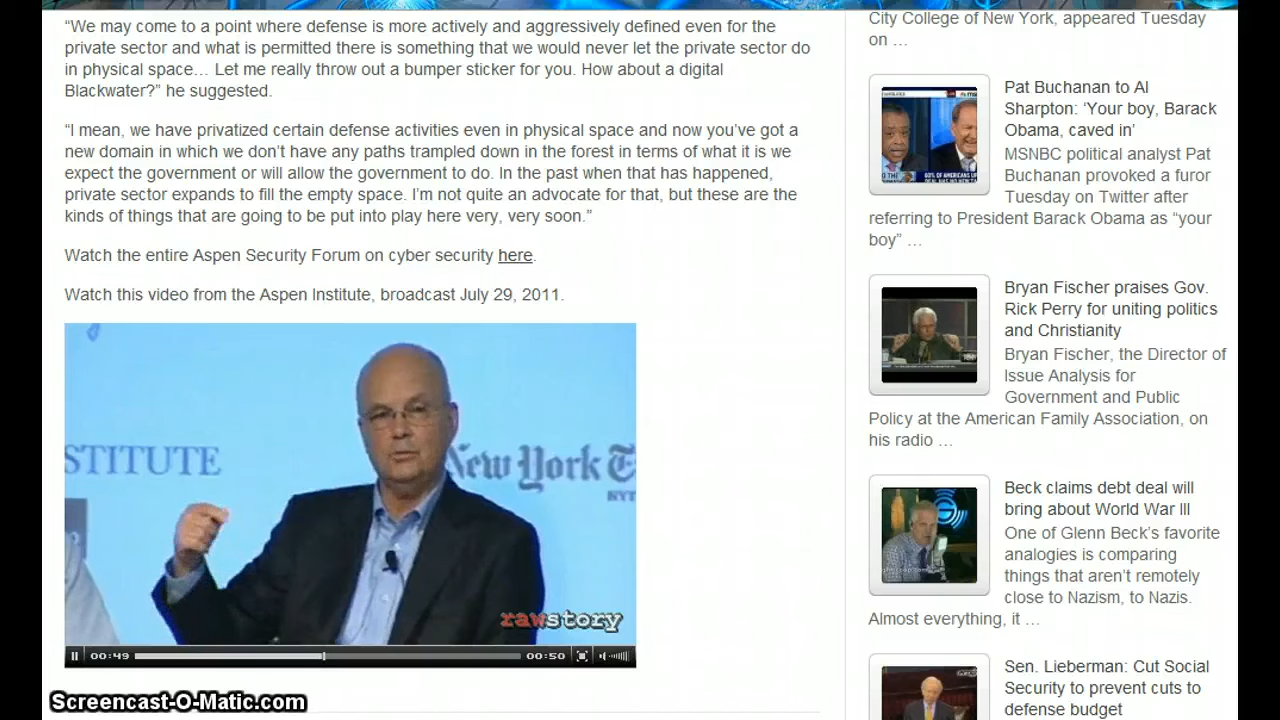 “We may come to a point where defense is more actively and aggressively defined even for the
private sector and what is permitted there is something that we would never let the private sector do
in physical space… Let me really throw out a bumper sticker for you. How about a digital
Blackwater?” he suggested.
“I mean, we have privatized certain defense activities even in physical space and now you’ve got a
new domain in which we don’t have any paths trampled down in the forest in terms of what it is we
expect the government or will allow the government to do. In the past when that has happened,
private sector expands to fill the empty space. I’m not quite an advocate for that, but these are the
kinds of things that are going to be put into play here very, very soon.”
Watch the entire Aspen Security Forum on cyber security here.
Watch this video from the Aspen Institute, broadcast July 29, 2011.
STITUTE
New York T
NYT
rawstory
00:49
00:50
Screencast-O-Matic.com
City College of New York, appeared Tuesday
on …
Pat Buchanan to Al
Sharpton: ‘Your boy, Barack
Obama, caved in’
MSNBC political analyst Pat
Buchanan provoked a furor
Tuesday on Twitter after
referring to President Barack Obama as “your
boy” …
Bryan Fischer praises Gov.
Rick Perry for uniting politics
and Christianity
Bryan Fischer, the Director of
Issue Analysis for
Government and Public
Policy at the American Family Association, on
his radio …
Beck claims debt deal will
bring about World War III
One of Glenn Beck’s favorite
analogies is comparing
things that aren’t remotely
close to Nazism, to Nazis.
Almost everything, it …
Sen. Lieberman: Cut Social
Security to prevent cuts to
defense budget